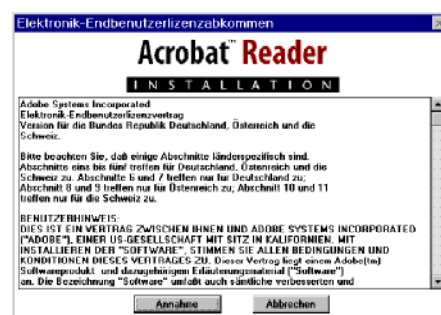 Elektronik-Endbenutzerlizenzabkommen
Acrobat™ Reader
INSTALLATION
Adobe Systems Incorporated
Elektronik-Endbenutzerlizenzvertrag
Version für die Bundes Republik Deutschland, Österreich und die
Schweiz.
Bitte beachten Sie, daß einige Abschnitte länderspezifisch sind.
Abschnitte eins bis fünf treffen für Deutschland, Österreich und die
Schweiz zu. Abschnitte 6 und 7 treffen nur für Deutschland zu;
Abschnitt 8 und 9 treffen nur für Österreich zu; Abschnitt 10 und 11
treffen nur für die Schweiz zu.
BENUTZERHINWEIS:
DIES IST EIN VERTRAG ZWISCHEN IHNEN UND ADOBE SYSTEMS INCORPORATED
("ADOBE"), EINER US-GESELLSCHAFT MIT SITZ IN KALIFORNIEN. MIT
INSTALLIEREN DER "SOFTWARE", STIMMEN SIE ALLEN BEDINGUNGEN UND
KONDITIONEN DIESES VERTRAGES ZU. Dieser Vertrag liegt einem Adobe(tm)
Softwareprodukt und dazugehörigem Erläuterungsmaterial ("Software")
an. Die Bezeichnung "Software" umfaßt auch sämtliche verbesserten und
Annahme
Abbrechen